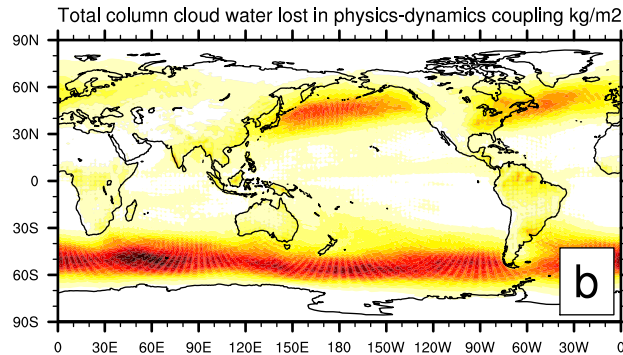 Total column cloud water lost in physics-dynamics coupling kg/m2
90N
60N
30N
0
30S
60S
90S
b
0 30E 60E 90E 120E 150E 180 150W 120W 90W 60W 30W 0